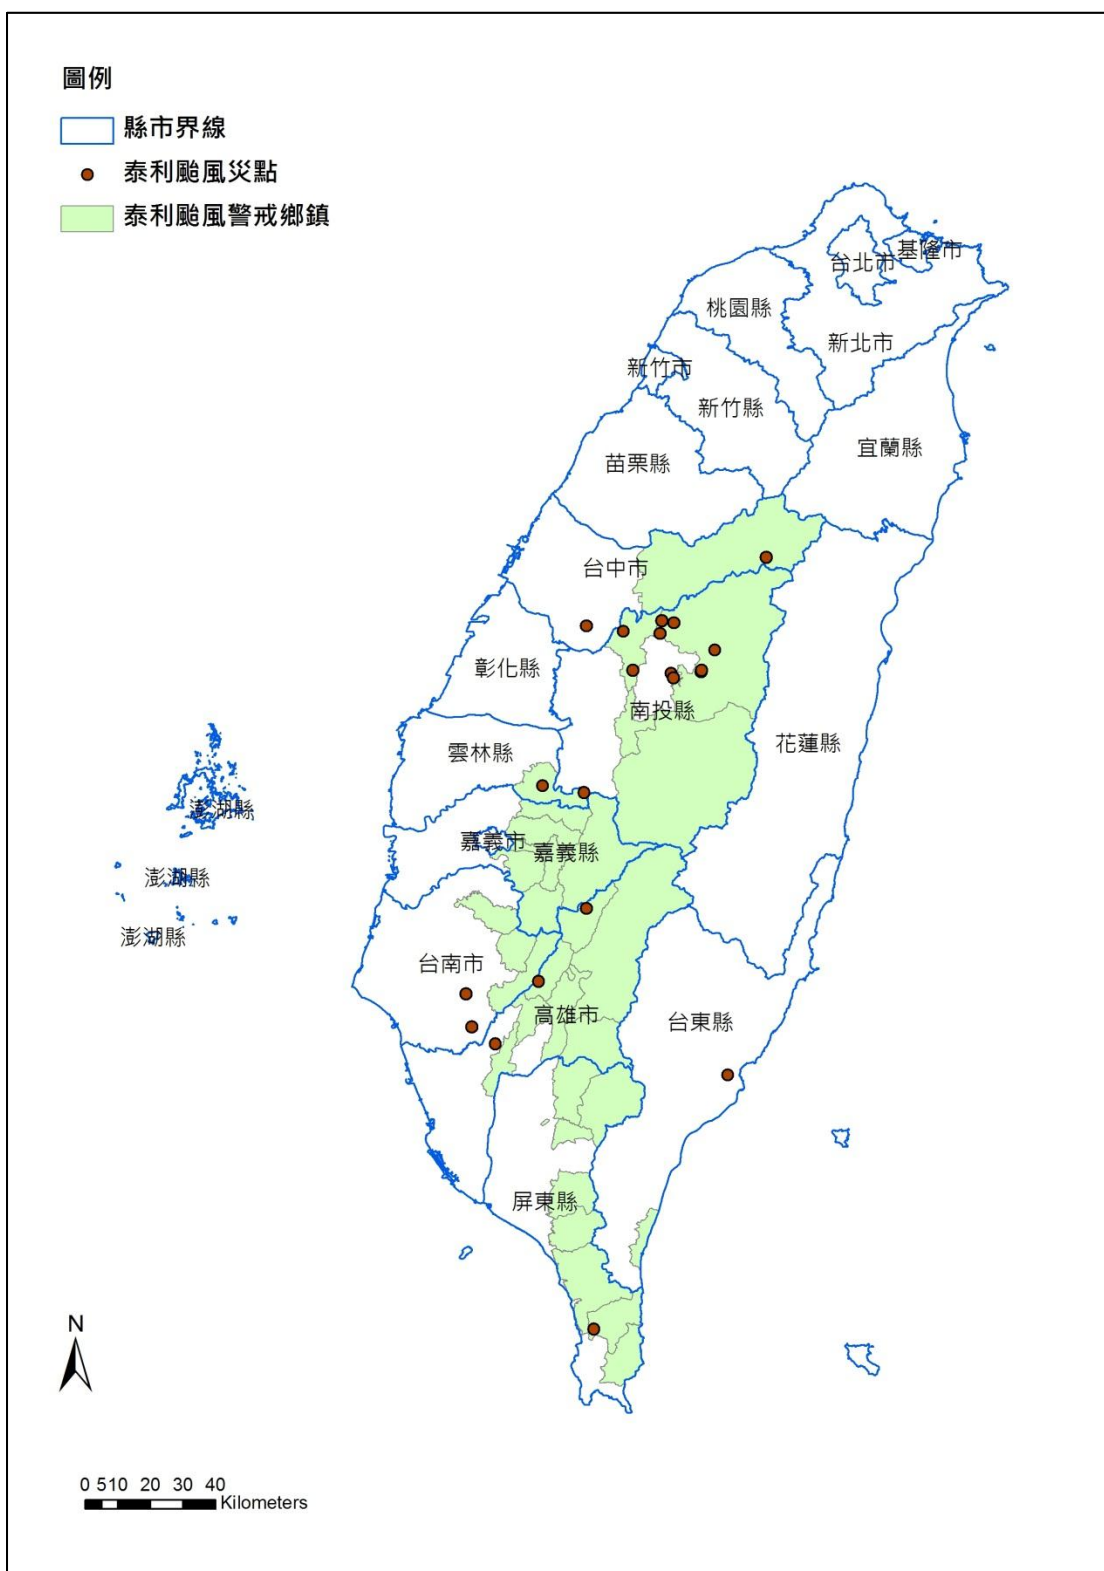 圖例
縣市界線
泰利颱風災點
泰利颱風警戒鄉鎮
基隆市
台北市
桃園縣
新北市
新竹市
新竹縣
宜蘭縣
苗栗縣
台中市
彰化縣
南投縣
花蓮縣
雲林縣
澎湖縣
嘉義市
嘉義縣
澎湖縣
澎湖縣
台南市
高雄市
台東縣
屏東縣
N
0 510 20 30 40
Kilometers